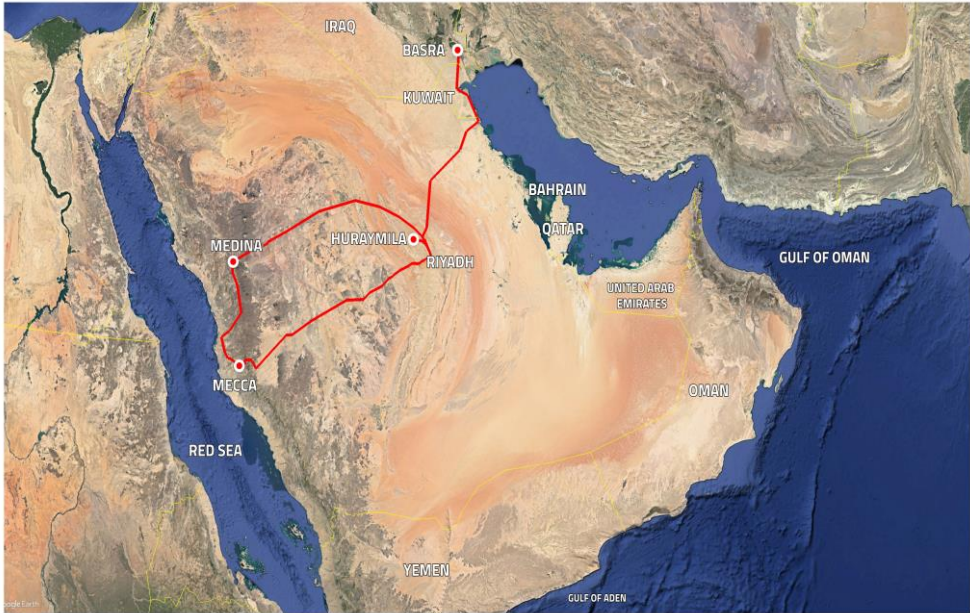 IRAQ
BASRA
KUWAIT
BAHRAIN
QATAR
HURAYMILA
MEDINA
RIYADH
GULF OF OMAN
UNITED ARAB
EMIRATES
MECCA
OMAN
RED SEA
YEMEN
GULF OF ADEN
Google Earth